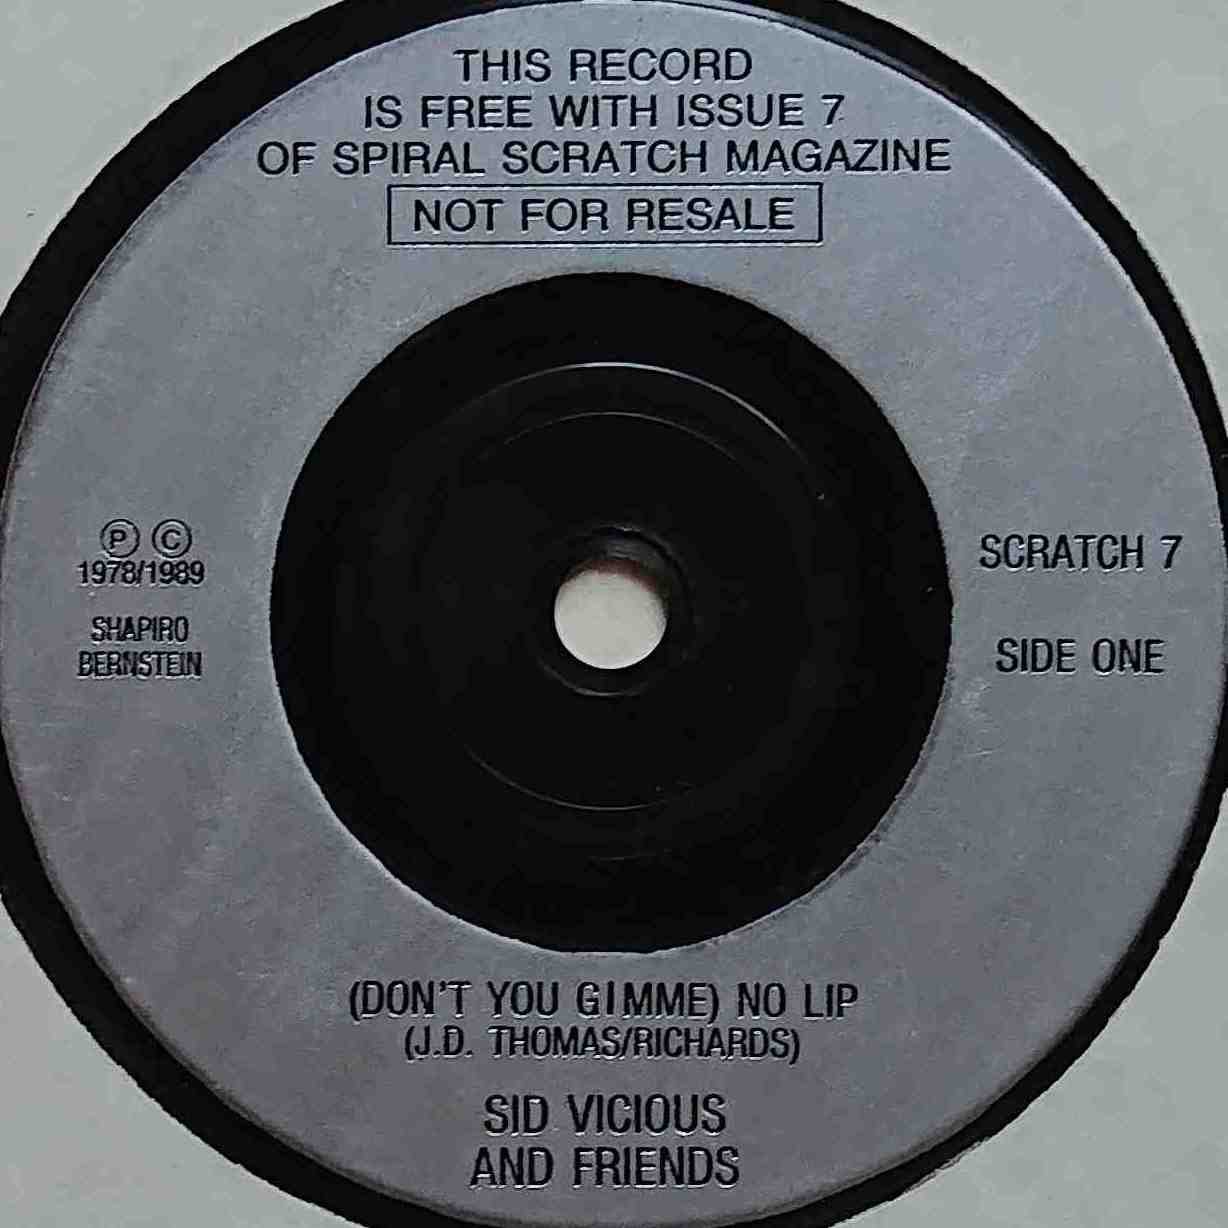 THIS RECORD
IS FREE WITH ISSUE 7
OF SPIRAL SCRATCH MAGAZINE
NOT FOR RESALE
Ⓟ Ⓒ
1978/1989
SHAPIRO
BERNSTEIN
SCRATCH 7
SIDE ONE
(DON'T YOU GIMME) NO LIP
(J.D. THOMAS/RICHARDS)
SID VICIOUS
AND FRIENDS